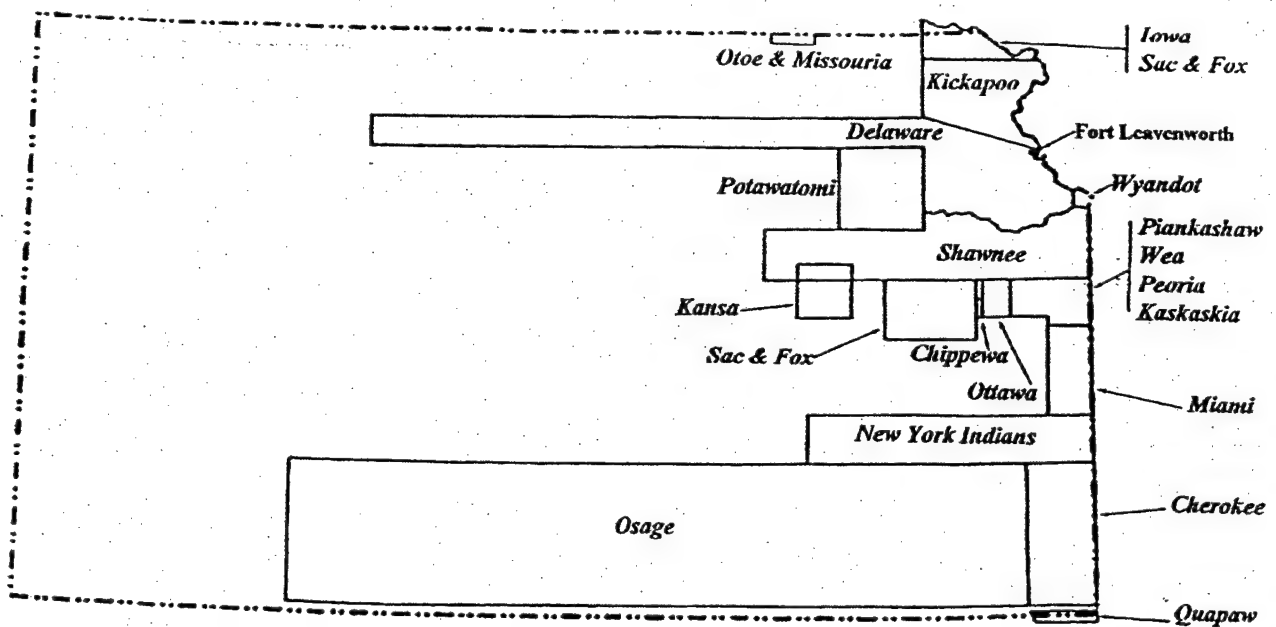 Iowa
Sac & Fox
Otoe & Missouria
Kickapoo
Delaware
Fort Leavenworth
Potawatomi
Wyandot
Piankashaw
Wea
Peoria
Kaskaskia
Shawnee
Kansa
Sac & Fox
Chippewa
Ottawa
Miami
New York Indians
Osage
Cherokee
Quapaw